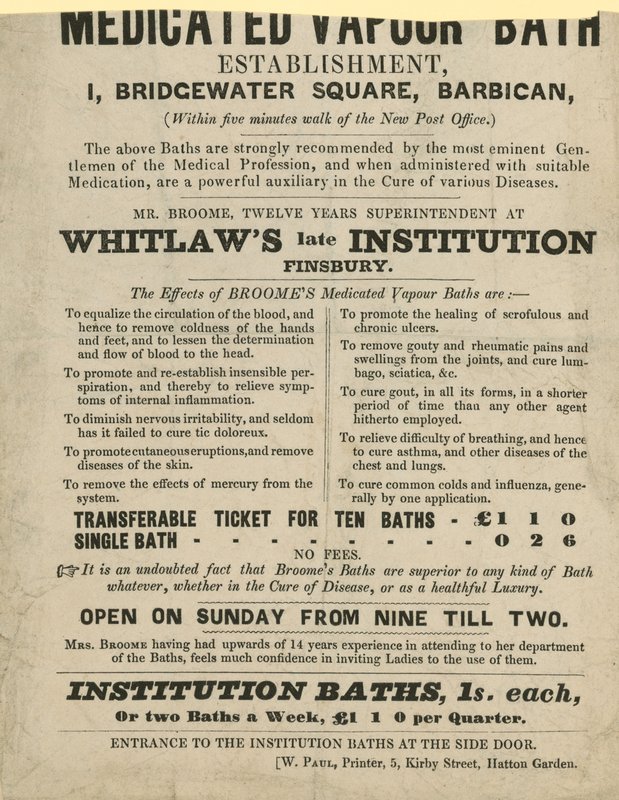 MEDICATED VAPOUR BATH
ESTABLISHMENT,
1, BRIDGEWATER SQUARE, BARBICAN,
(Within five minutes walk of the New Post Office.)
The above Baths are strongly recommended by the most eminent Gen-
tlemen of the Medical Profession, and when administered with suitable
Medication, are a powerful auxiliary in the Cure of various Diseases.
MR. BROOME, TWELVE YEARS SUPERINTENDENT AT
WHITLAW'S late INSTITUTION
FINSBURY.
The Effects of BROOME'S Medicated Vapour Baths are :—
To equalize the circulation of the blood, and
hence to remove coldness of the hands
and feet, and to lessen the determination
and flow of blood to the head.
To promote and re-establish insensible per-
spiration, and thereby to relieve symp-
toms of internal inflammation.
To diminish nervous irritability, and seldom
has it failed to cure tic doloreux.
To promote cutaneous eruptions, and remove
diseases of the skin.
To remove the effects of mercury from the
system.
To promote the healing of scrofulous and
chronic ulcers.
To remove gouty and rheumatic pains and
swellings from the joints, and cure lum-
bago, sciatica, &c.
To cure gout, in all its forms, in a shorter
period of time than any other agent
hitherto employed.
To relieve difficulty of breathing, and hence
to cure asthma, and other diseases of the
chest and lungs.
To cure common colds and influenza, gene-
rally by one application.
TRANSFERABLE TICKET FOR TEN BATHS - £1 1 0
SINGLE BATH - - - - - - - - 0 2 6
NO FEES.
☞ It is an undoubted fact that Broome's Baths are superior to any kind of Bath
whatever, whether in the Cure of Disease, or as a healthful Luxury.
OPEN ON SUNDAY FROM NINE TILL TWO.
MRS. BROOME having had upwards of 14 years experience in attending to her department
of the Baths, feels much confidence in inviting Ladies to the use of them.
INSTITUTION BATHS, 1s. each,
Or two Baths a Week, £1 1 0 per Quarter.
ENTRANCE TO THE INSTITUTION BATHS AT THE SIDE DOOR.
[W. PAUL, Printer, 5, Kirby Street, Hatton Garden.